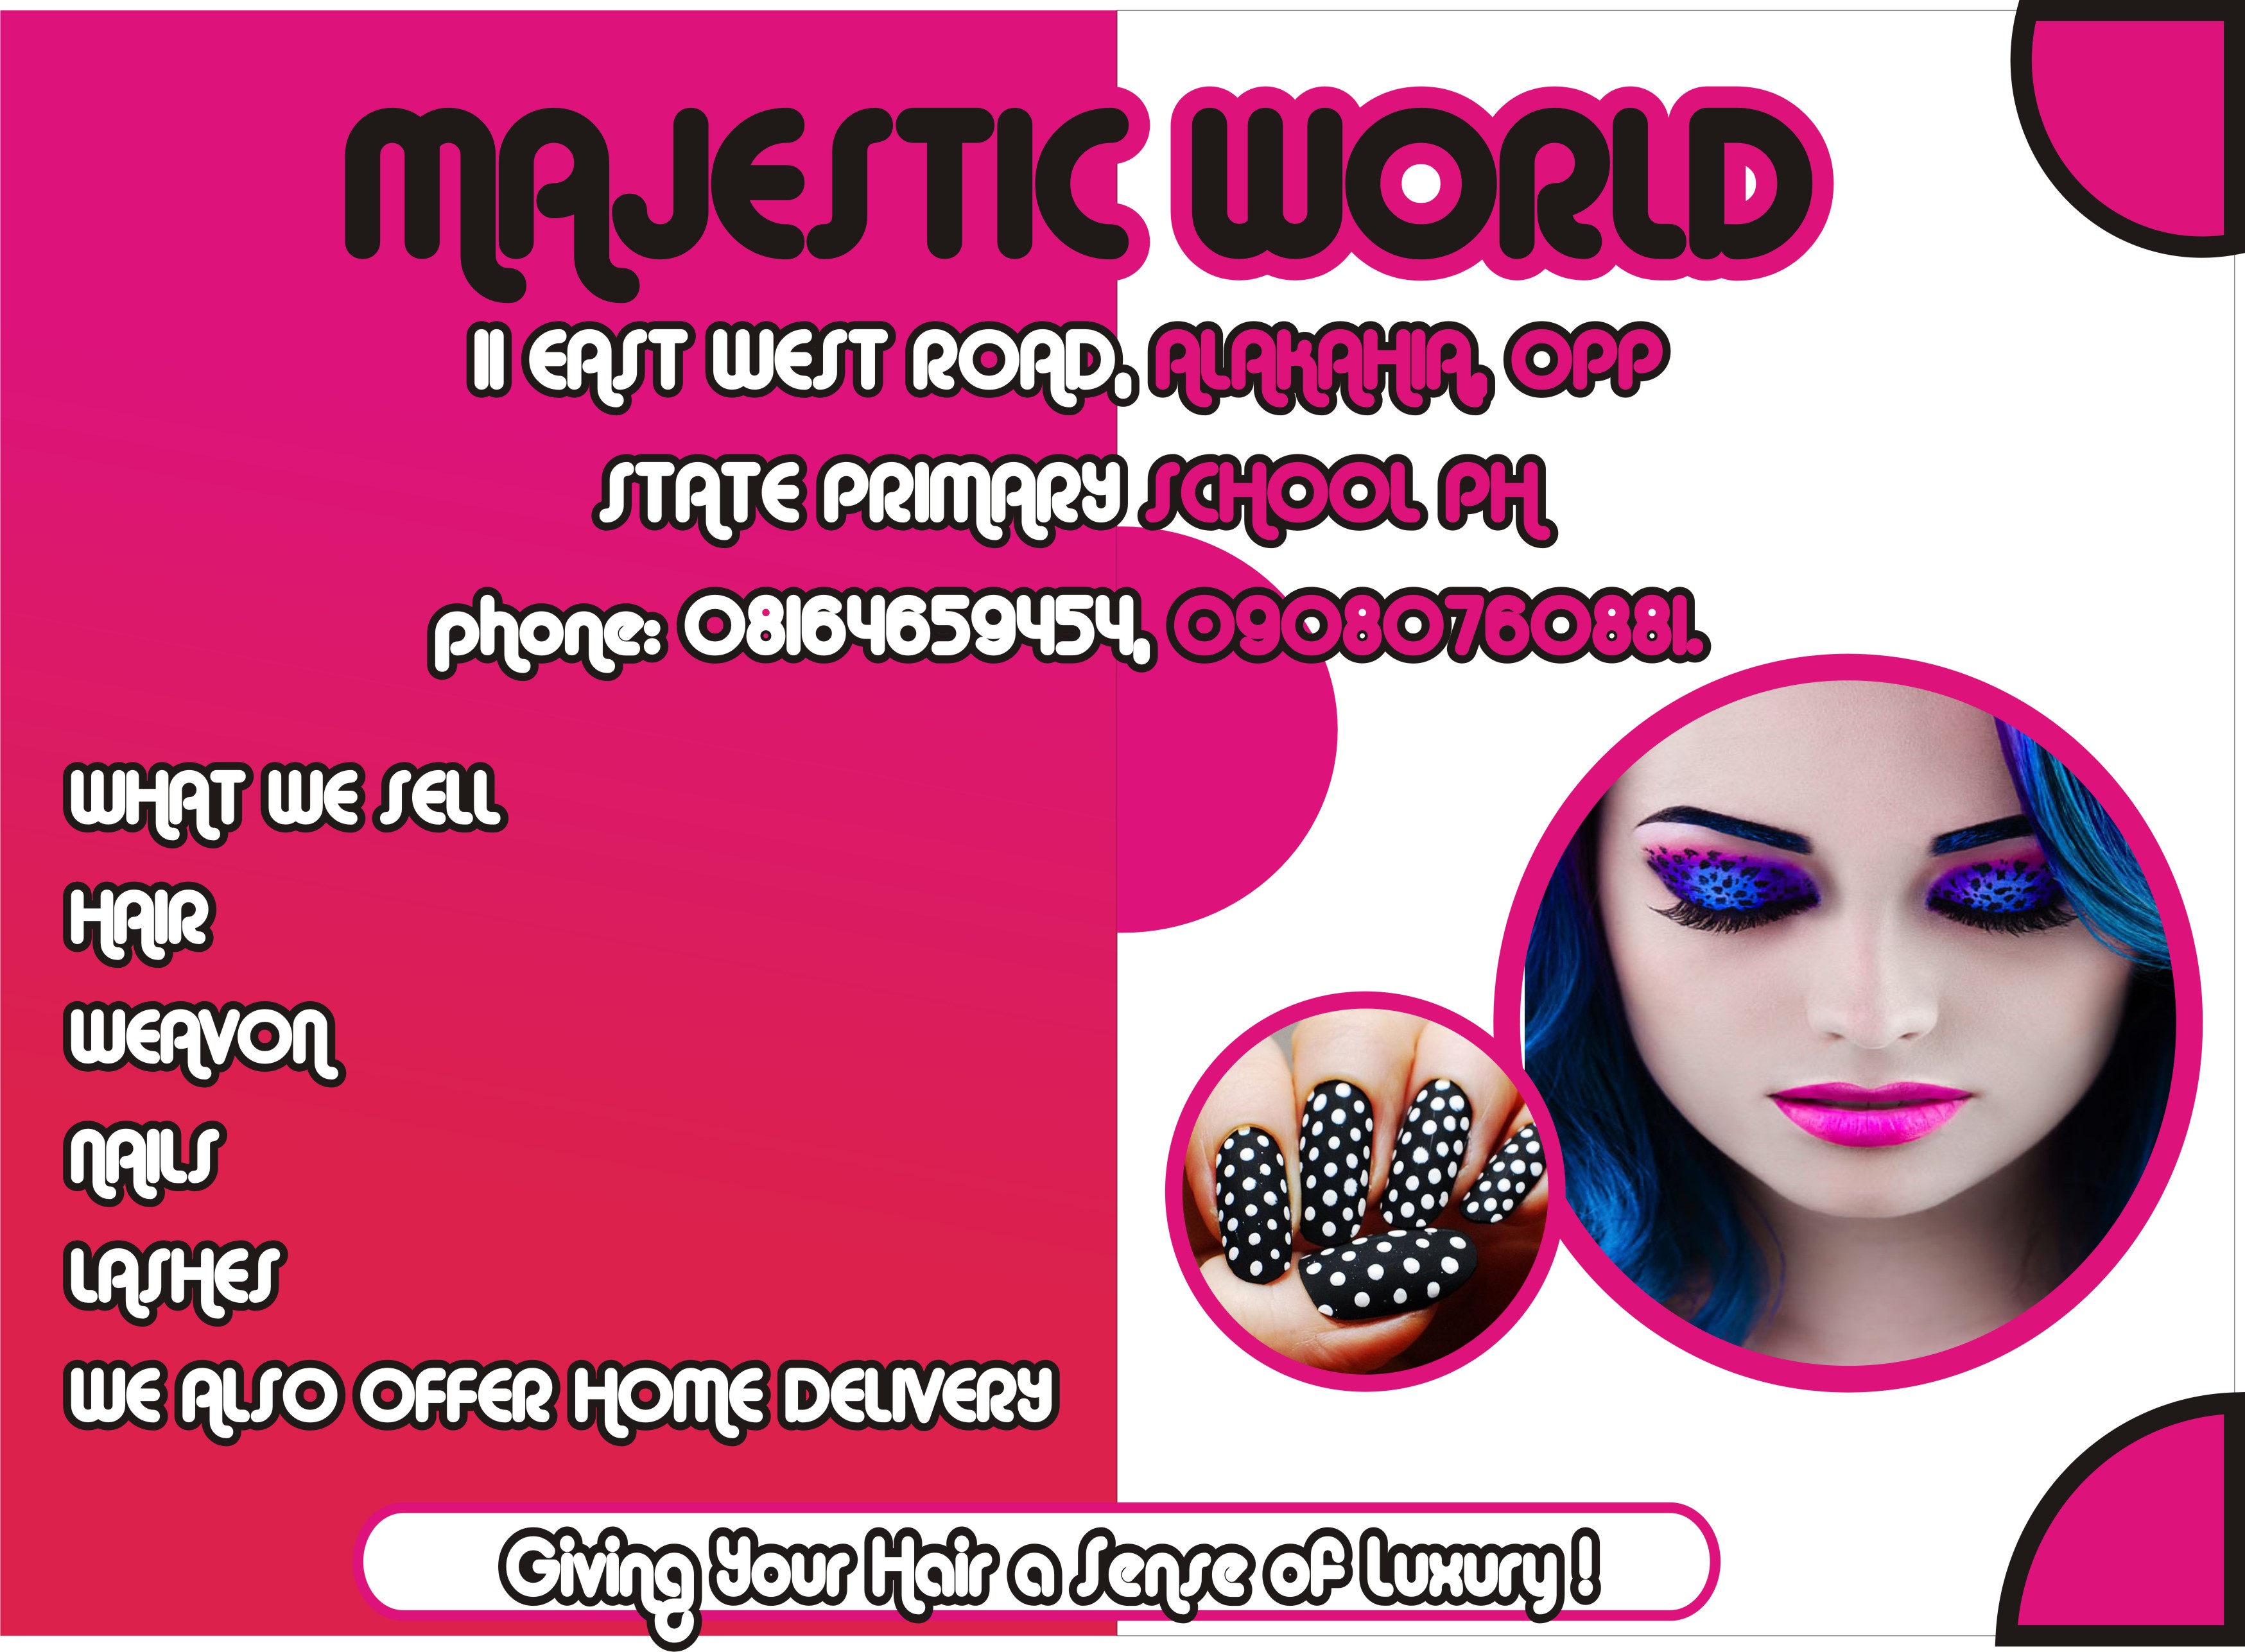 MAJESTIC WORLD
11 EAST WEST ROAD, ALAKAHIA, OPP
STATE PRIMARY SCHOOL PH
phone: 08164659454, 09080760881.
WHAT WE SELL
HAIR
WEAVON
NAILS
LASHES
WE ALSO OFFER HOME DELIVERY
Giving Your Hair a Sense of Luxury !